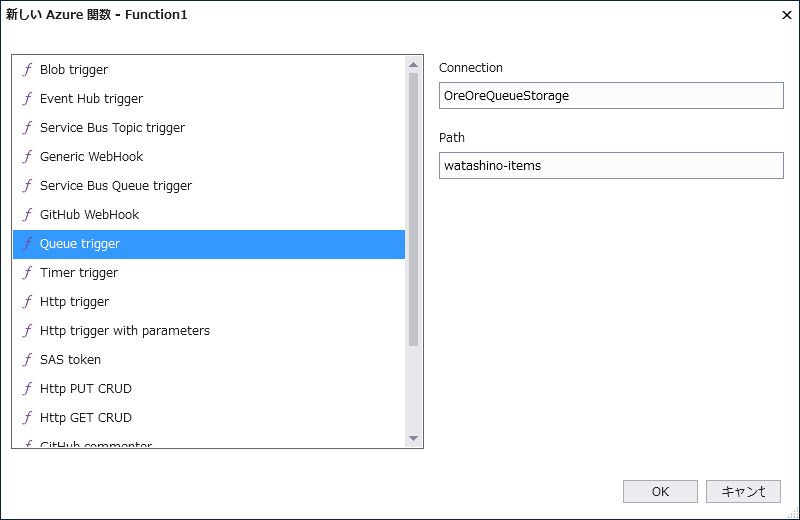 新しい Azure 関数 - Function1
Blob trigger
Event Hub trigger
Service Bus Topic trigger
Generic WebHook
Service Bus Queue trigger
GitHub WebHook
Queue trigger
Timer trigger
Http trigger
Http trigger with parameters
SAS token
Http PUT CRUD
Http GET CRUD
GitHub commenter
Connection
OreOreQueueStorage
Path
watashino-items
OK
キャンセ